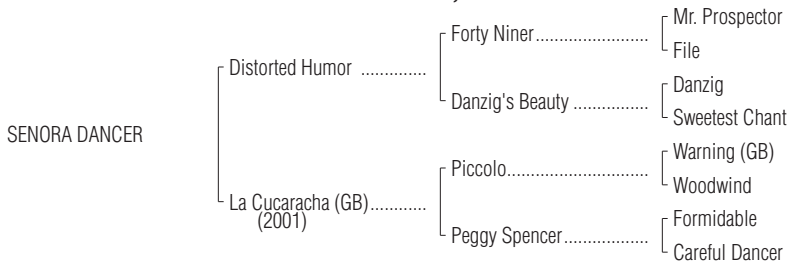 Mr. Prospector
Forty Niner........................
File
Distorted Humor ..............
Danzig
Danzig's Beauty ................
Sweetest Chant
SENORA DANCER
Warning (GB)
Piccolo..............................
Woodwind
La Cucaracha (GB)............
(2001)
Formidable
Peggy Spencer..................
Careful Dancer